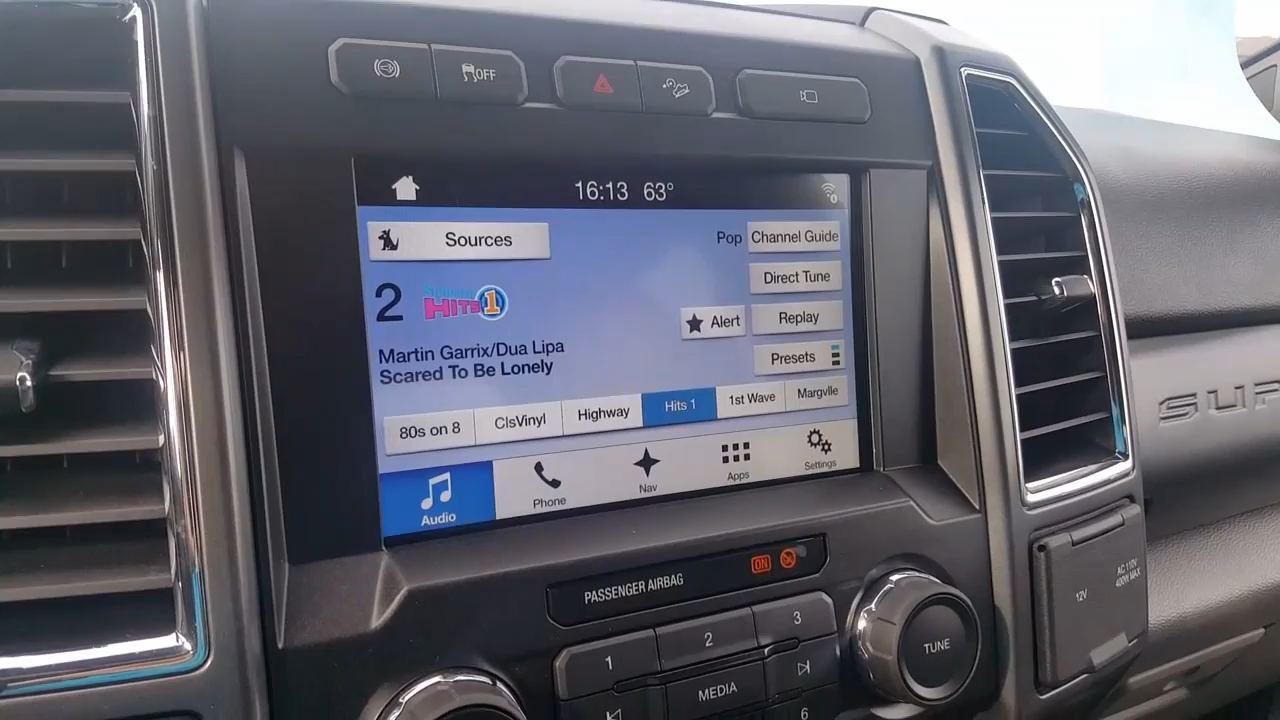 OFF
16:13 63°
Sources
Pop
Channel Guide
Direct Tune
2
HITS 1
Alert
Replay
Martin Garrix/Dua Lipa
Scared To Be Lonely
Presets
80s on 8
ClsVinyl
Highway
Hits 1
1st Wave
Margvlle
Audio
Phone
Nav
Apps
Settings
PASSENGER AIRBAG
ON
1
2
3
MEDIA
6
TUNE
12V
AC 110V
400W MAX
SUP